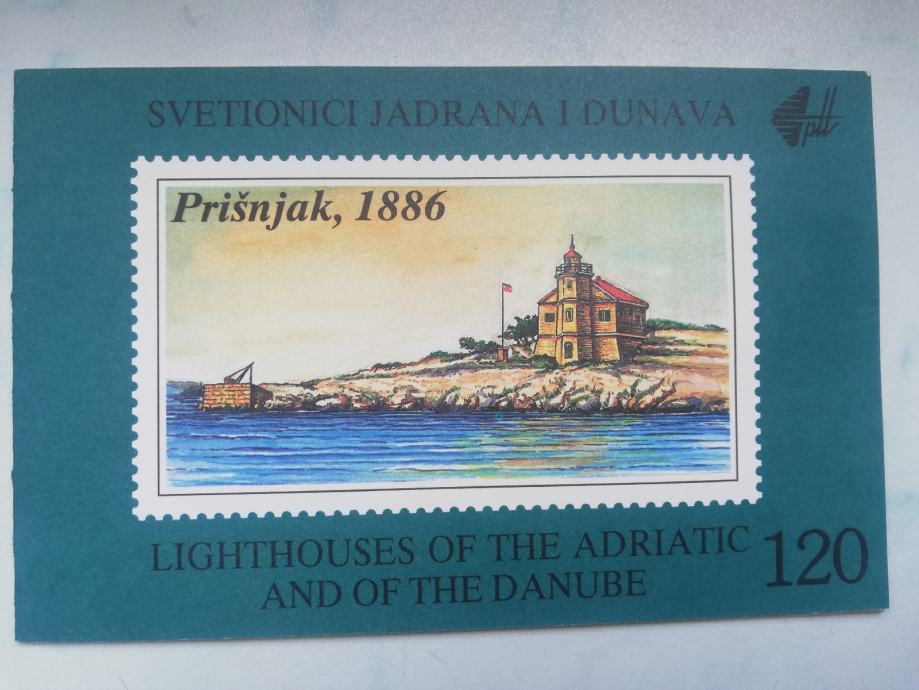 SVETIONICI JADRANA I DUNAVA
ptt
Prišnjak, 1886
LIGHTHOUSES OF THE ADRIATIC
AND OF THE DANUBE
120